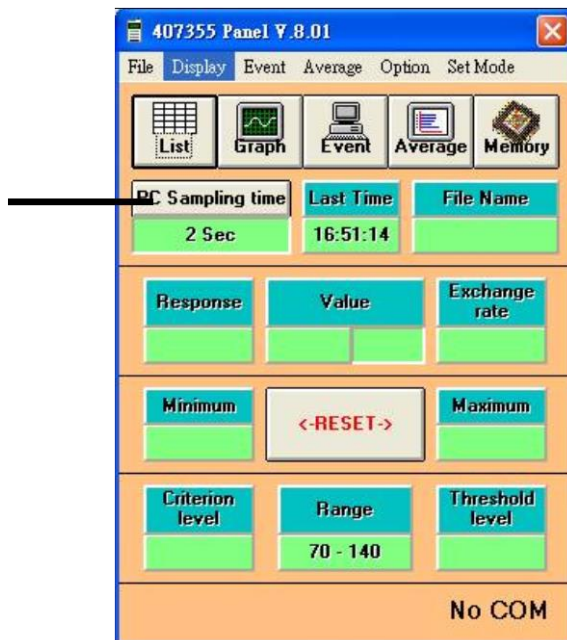 407355 Panel V.8.01
File Display Event Average Option Set Mode
List Graph Event Average Memory
PC Sampling time Last Time File Name
2 Sec 16:51:14
Response Value Exchange
rate
Minimum <-RESET-> Maximum
Criterion
level Range Threshold
level
70 - 140
No COM